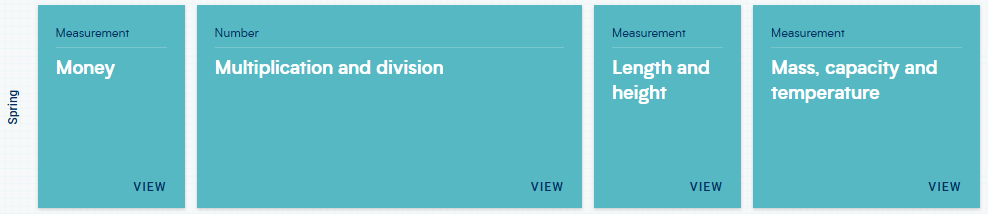 Spring
Measurement
Money
VIEW
Number
Multiplication and division
VIEW
Measurement
Length and
height
VIEW
Measurement
Mass, capacity and
temperature
VIEW